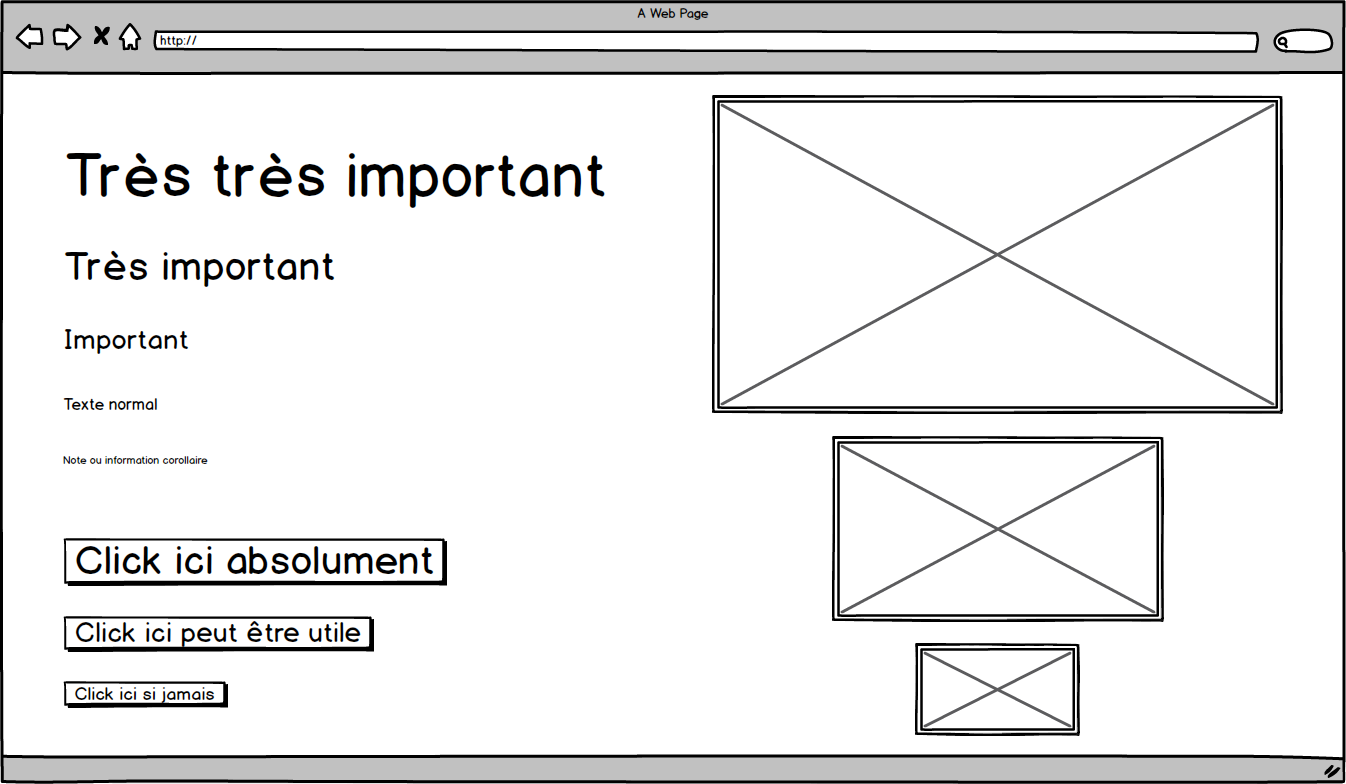 A Web Page
http://
Très très important
Très important
Important
Texte normal
Note ou information corollaire
Click ici absolument
Click ici peut être utile
Click ici si jamais